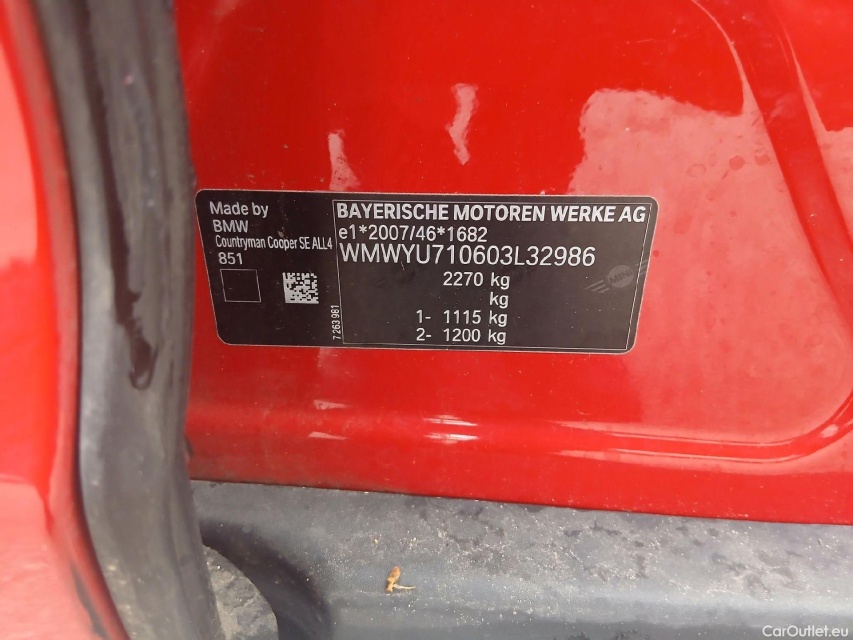 Made by
BMW
Countryman Cooper SE ALL4
851
7 263 981
BAYERISCHE MOTOREN WERKE AG
e1*2007/46*1682
WMWYU710603L32986
2270 kg
kg
1- 1115 kg
2- 1200 kg
MINI
CarOutlet.eu